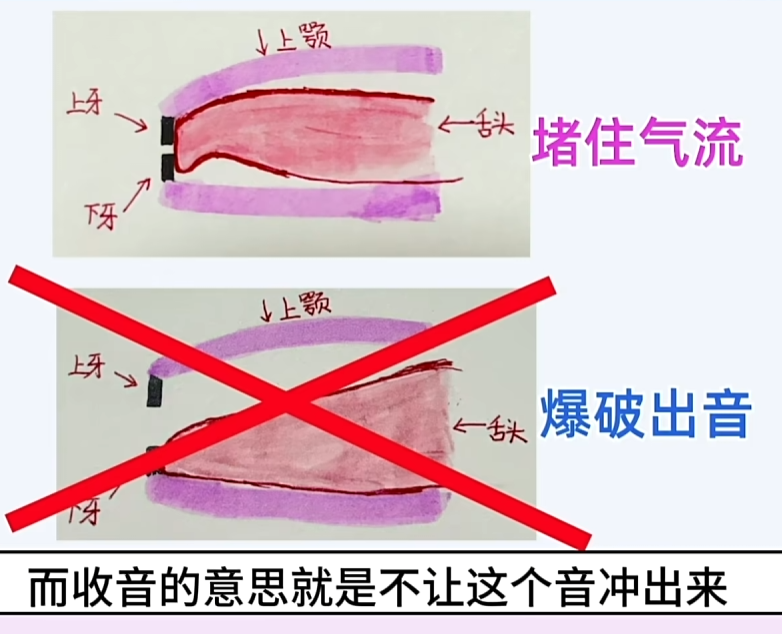 ↓上颚
上牙
←舌头
堵住气流
下牙
↓上颚
上牙
←舌头
爆破出音
下牙
而收音的意思就是不让这个音冲出来